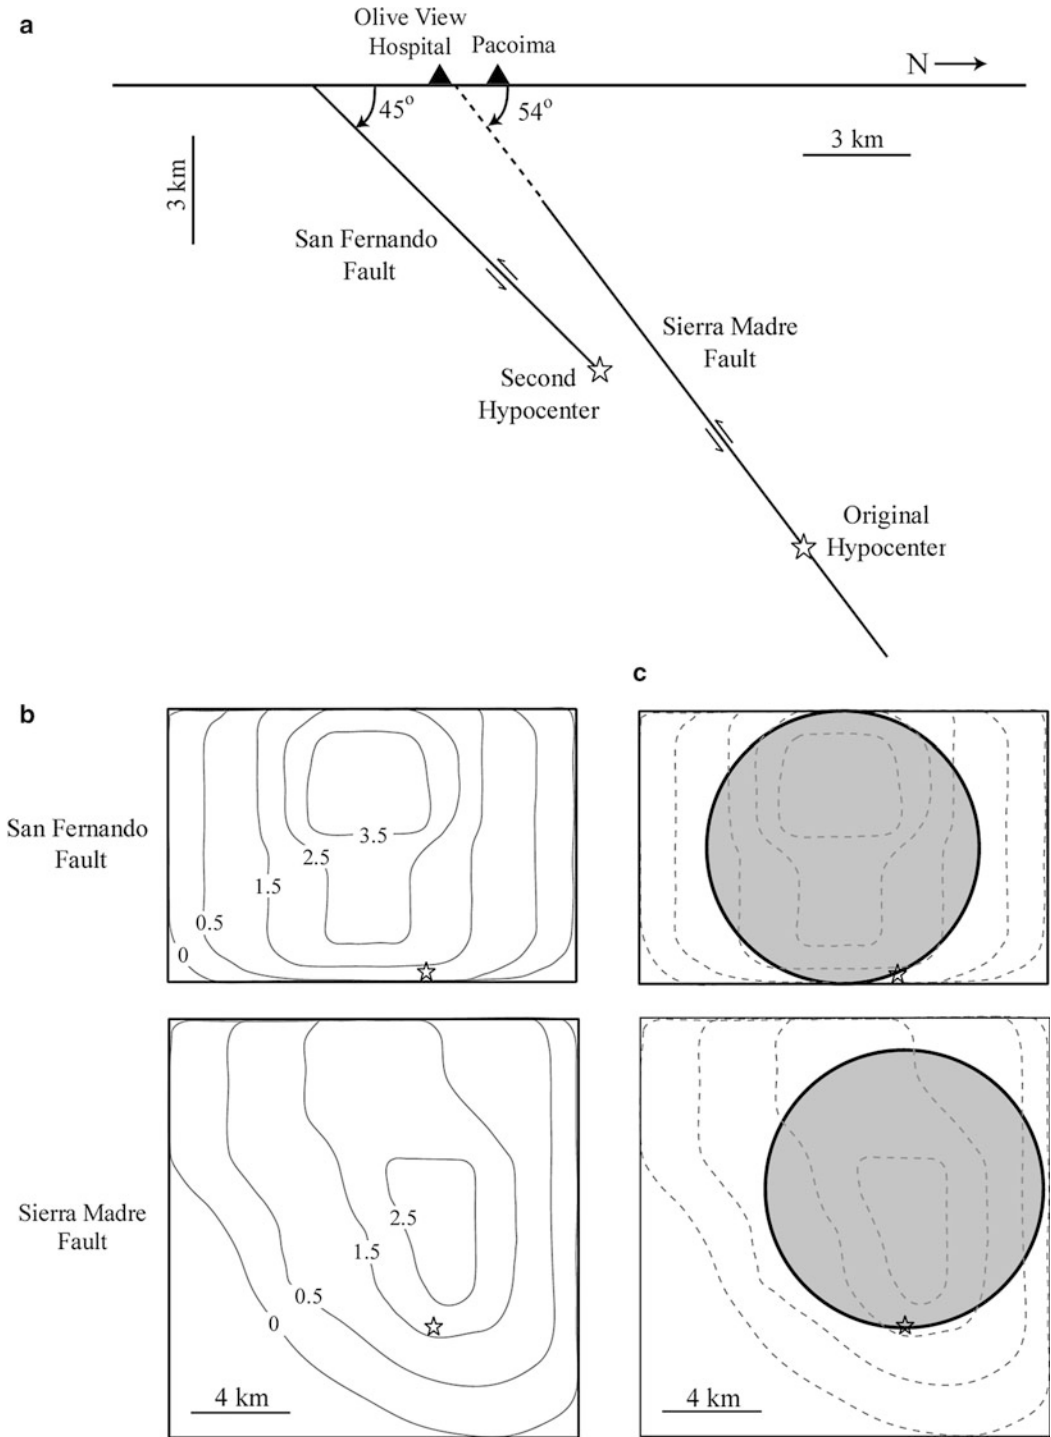 a
Olive View
Hospital
Pacoima
N
45°
54°
3 km
3 km
San Fernando
Fault
Sierra Madre
Fault
Second
Hypocenter
Original
Hypocenter
b
c
San Fernando
Fault
3.5
2.5
1.5
0.5
0
Sierra Madre
Fault
2.5
1.5
0.5
0
4 km
4 km